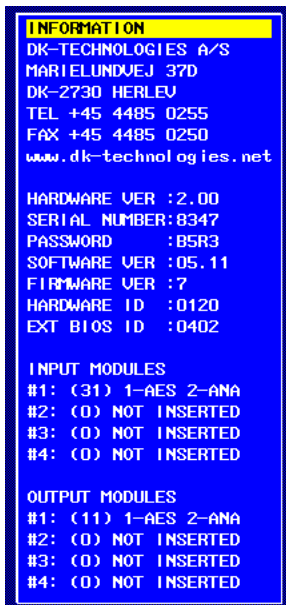 INFORMATION
DK-TECHNOLOGIES A/S
MARIELUNDVEJ 37D
DK-2730 HERLEV
TEL +45 4485 0255
FAX +45 4485 0250
www.dk-technologies.net
HARDWARE VER :2.00
SERIAL NUMBER:8347
PASSWORD :B5R3
SOFTWARE VER :05.11
FIRMWARE VER :7
HARDWARE ID :0120
EXT BIOS ID :0402
INPUT MODULES
#1: (31) 1-AES 2-ANA
#2: (0) NOT INSERTED
#3: (0) NOT INSERTED
#4: (0) NOT INSERTED
OUTPUT MODULES
#1: (11) 1-AES 2-ANA
#2: (0) NOT INSERTED
#3: (0) NOT INSERTED
#4: (0) NOT INSERTED